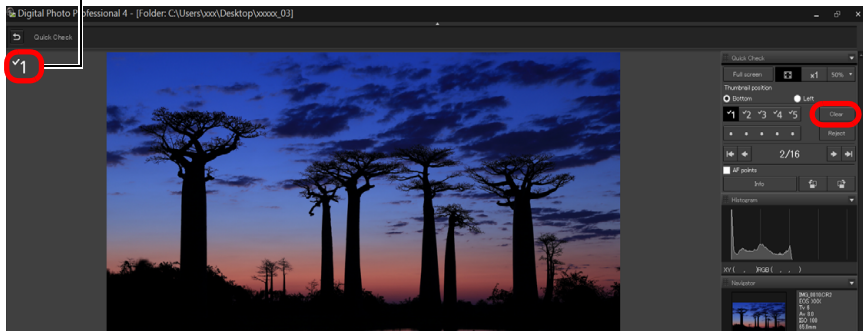 Digital Photo Professional 4 - [Folder: C:\Users\xxx\Desktop\xxxxx_03]
Quick Check
1
Quick Check
Full screen x1 50%
Thumbnail position
Bottom Left
1 2 3 4 5 Clear
Reject
2/16
AF points
Info
Histogram
XY ( , )RGB ( , , )
Navigator
IMG_0010.CR3
EOS XXX
Tv 6
Av 8.0
ISO 100